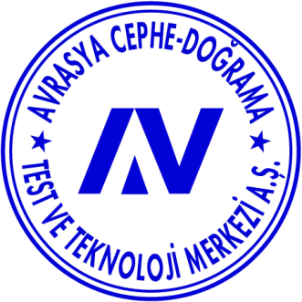 AVRASYA CEPHE-DOĞRAMA
AV
TEST VE TEKNOLOJİ MERKEZİ A.Ş.